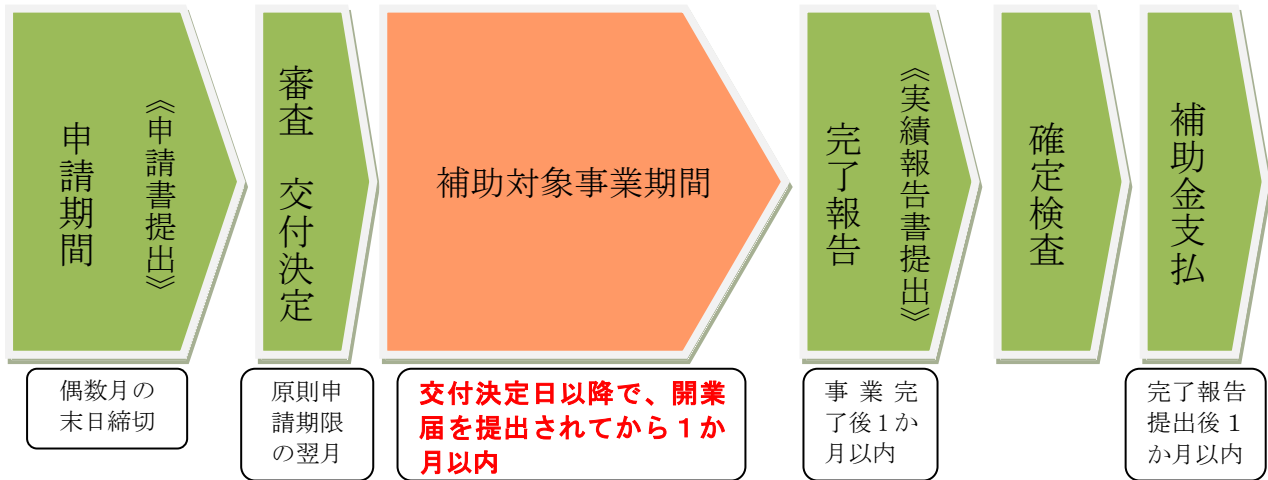 申請期間
《申請書提出》
審査 交付決定
補助対象事業期間
完了報告
《実績報告書提出》
確定検査
補助金支払
偶数月の
末日締切
原則申
請期限
の翌月
交付決定日以降で、開業
届を提出されてから１か
月以内
事業完
了後１か
月以内
完了報告
提出後１
か月以内